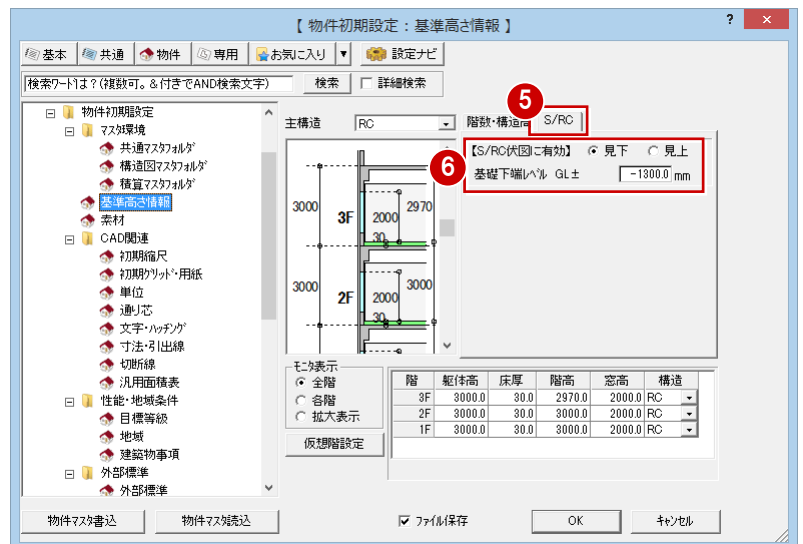 【 物件初期設定：基準高さ情報 】
? ×
基本 共通 物件 専用 お気に入り ▼ 設定ナビ
検索ワードは？(複数可。＆付きでAND検索文字) 検索 詳細検索
物件初期設定
マスタ環境
共通マスタフォルダ
構造図マスタフォルダ
積算マスタフォルダ
基準高さ情報
素材
CAD関連
初期縮尺
初期グリッド・用紙
単位
通り芯
文字・ハッチング
寸法・引出線
切断線
汎用面積表
性能・地域条件
目標等級
地域
建築物事項
外部標準
外部標準
主構造 RC
3000 3F 2000 2970
30
3000 2F 2000 3000
30
モニタ表示
全階
各階
拡大表示
仮想階設定
5
階数・構造高 S/RC
6
【S/RC伏図に有効】 見下 見上
基礎下端レベル GL± -1300.0 mm
階 躯体高 床厚 階高 窓高 構造
3F 3000.0 30.0 2970.0 2000.0 RC
2F 3000.0 30.0 3000.0 2000.0 RC
1F 3000.0 30.0 3000.0 2000.0 RC
物件マスタ書込 物件マスタ読込 ファイル保存 OK キャンセル